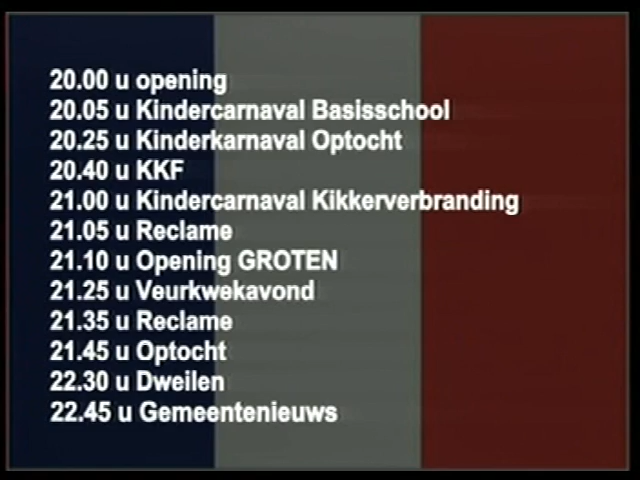 20.00 u opening
20.05 u Kindercarnaval Basisschool
20.25 u Kinderkarnaval Optocht
20.40 u KKF
21.00 u Kindercarnaval Kikkerverbranding
21.05 u Reclame
21.10 u Opening GROTEN
21.25 u Veurkwekavond
21.35 u Reclame
21.45 u Optocht
22.30 u Dweilen
22.45 u Gemeentenieuws